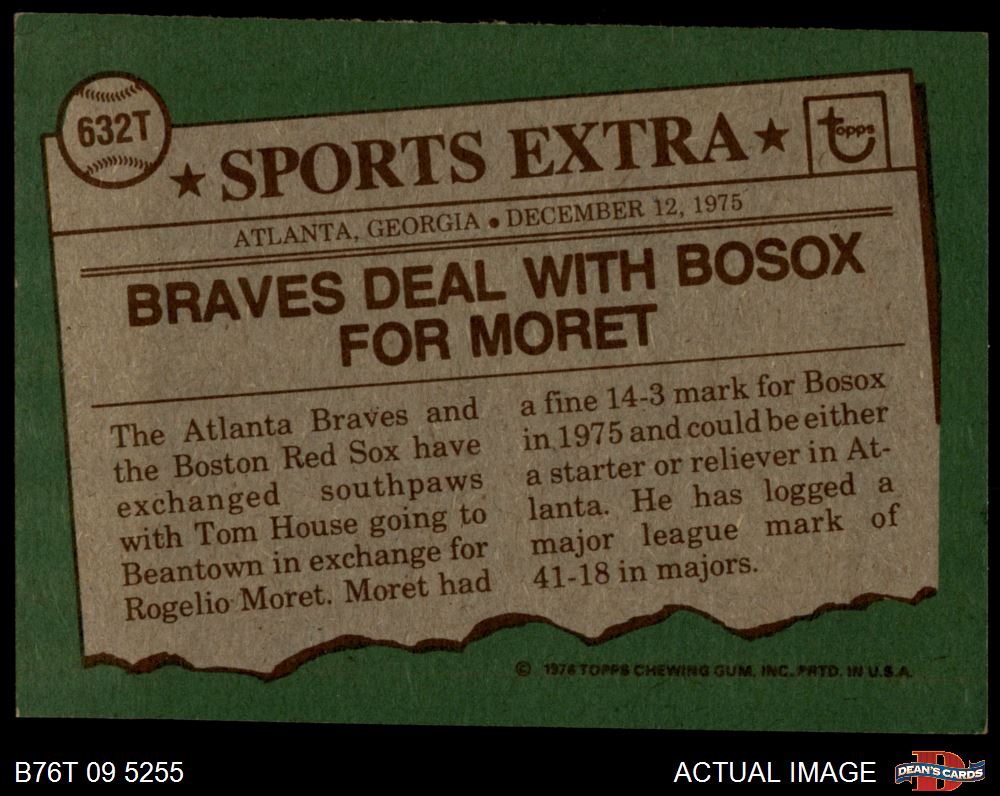 632T
★ SPORTS EXTRA ★
topps
ATLANTA, GEORGIA • DECEMBER 12, 1975
BRAVES DEAL WITH BOSOX
FOR MORET
The Atlanta Braves and
the Boston Red Sox have
exchanged southpaws
with Tom House going to
Beantown in exchange for
Rogelio Moret. Moret had
a fine 14-3 mark for Bosox
in 1975 and could be either
a starter or reliever in At-
lanta. He has logged a
major league mark of
41-18 in majors.
© 1976 TOPPS CHEWING GUM, INC. PRTD. IN U.S.A.
B76T 09 5255
ACTUAL IMAGE
D
DEAN'S CARDS